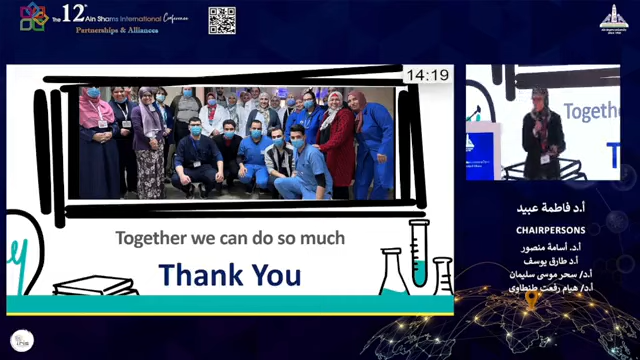 The 12th Ain Shams International Conference
Partnerships & Alliances
14:19
Together we can do so much
Thank You
Together
أ.د فاطمة عبيد
CHAIRPERSONS
أ.د. أسامة منصور
أ.د طارق يوسف
أ.د/ سحر موسى سليمان
أ.د/ هيام رفعت طنطاوى